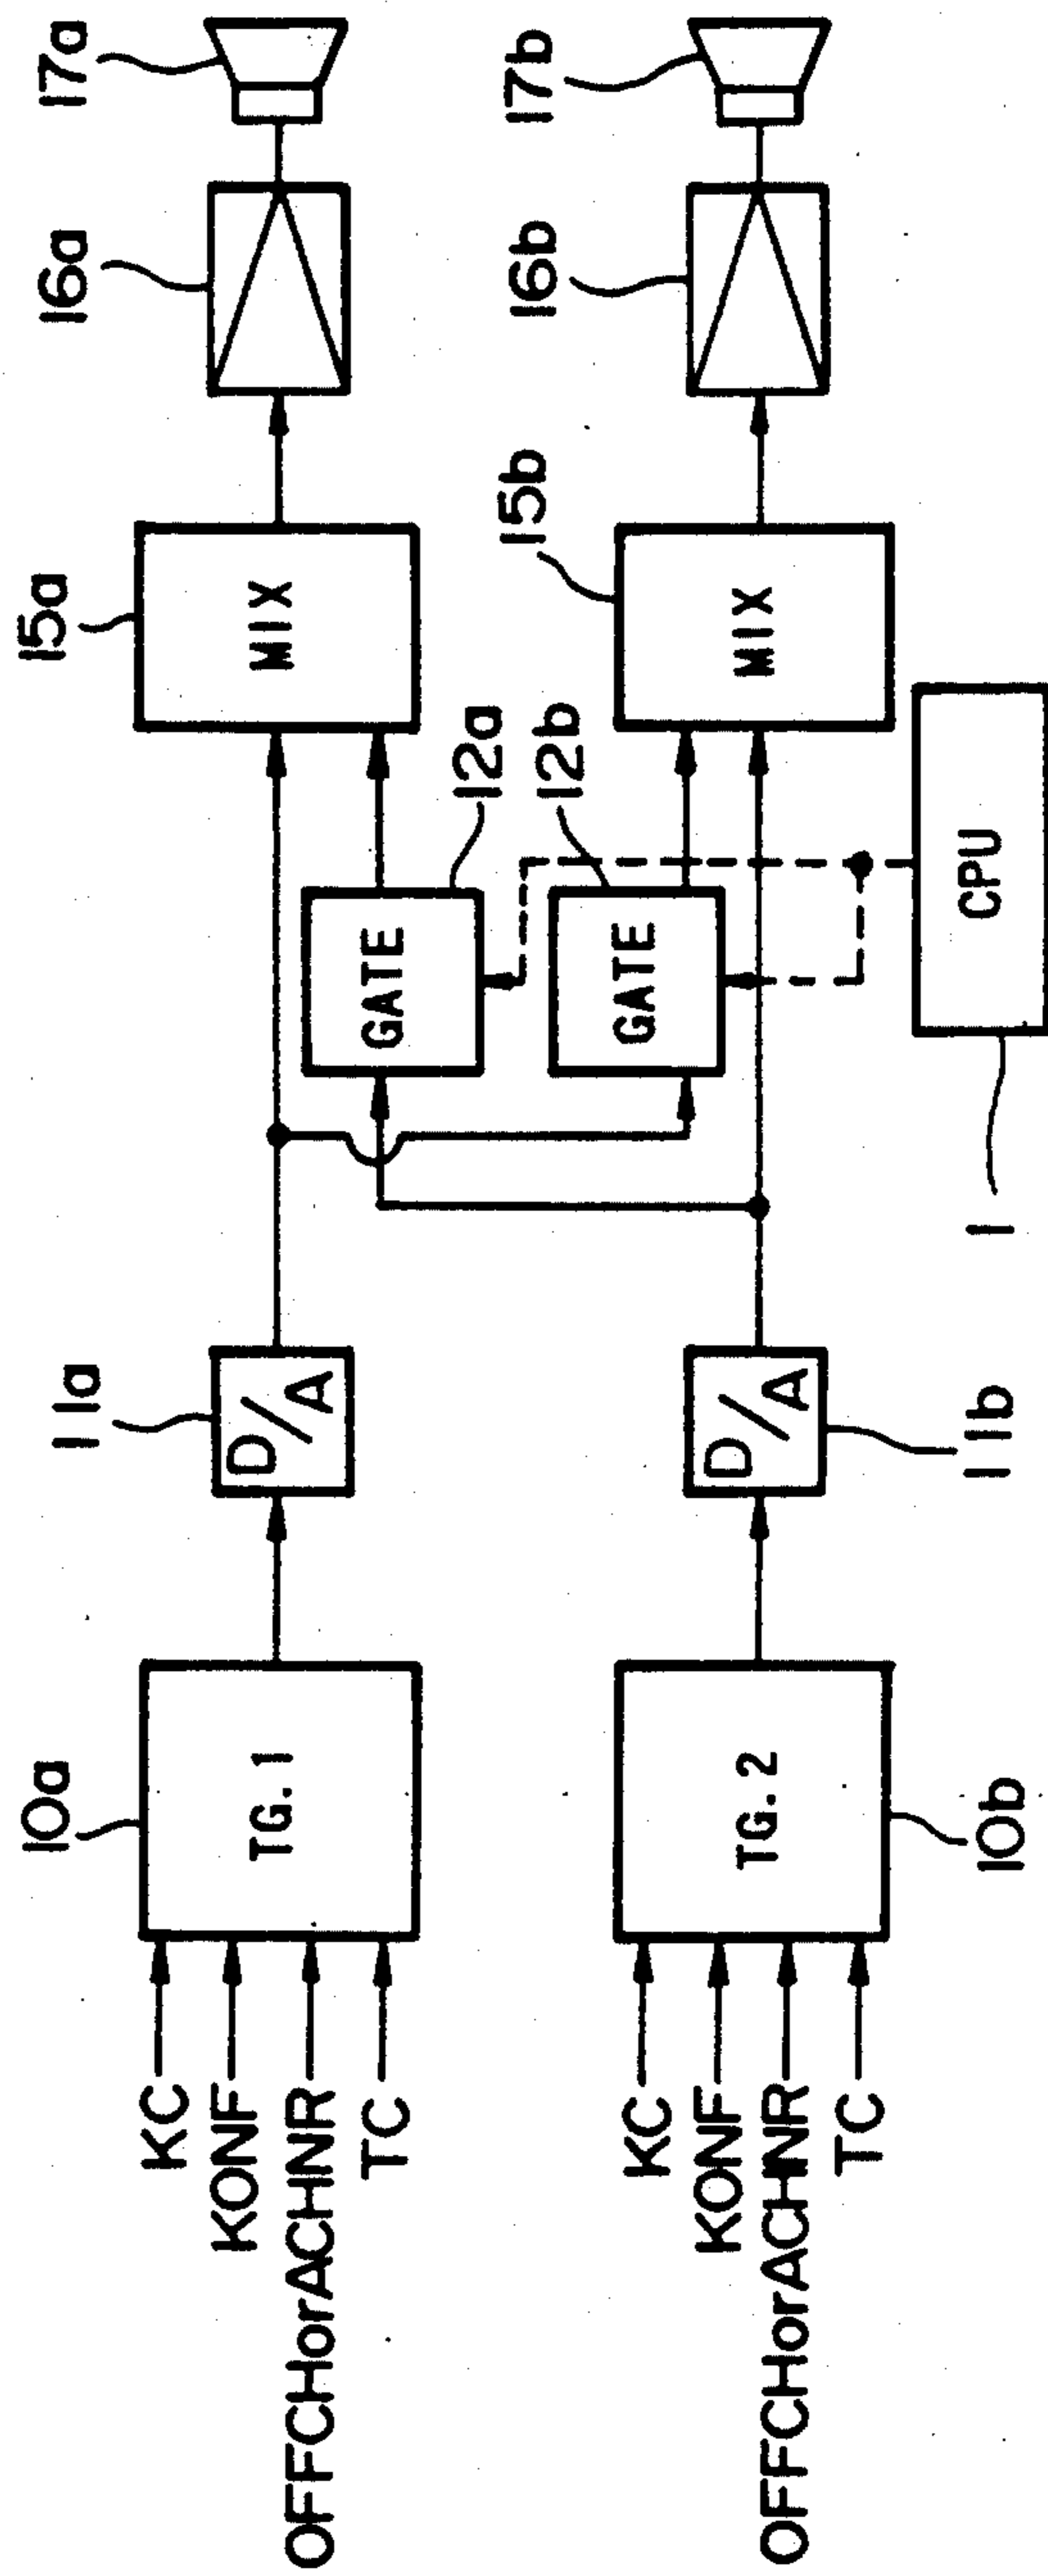 KC
KONF
OFFCHorACHNR
TC
10a
TG.1
11a
D/A
15a
MIX
16a
17a
12a
GATE
12b
GATE
KC
KONF
OFFCHorACHNR
TC
TG.2
10b
D/A
11b
15b
MIX
16b
17b
CPU
1